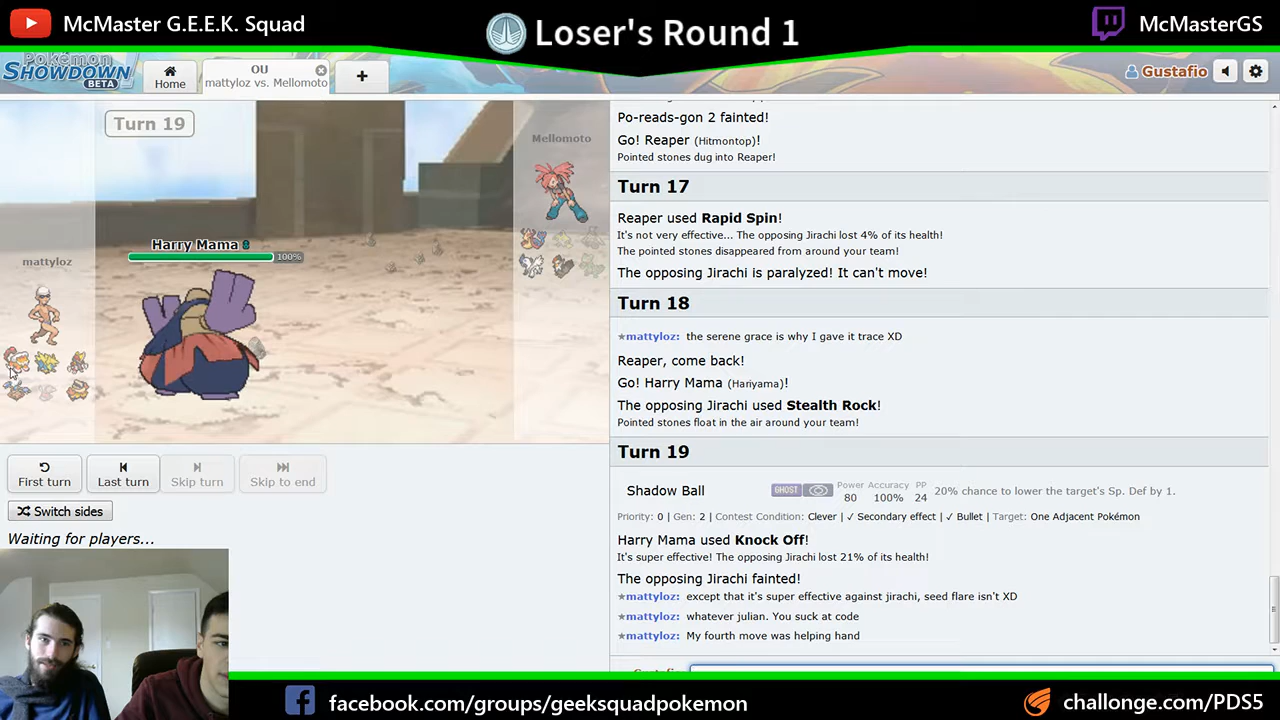 McMaster G.E.E.K. Squad
Loser's Round 1
McMasterGS
Pokémon
SHOWDOWN
BETA
Home
OU
mattyloz vs. Mellomoto
Gustafio
Turn 19
Mellomoto
Harry Mama
100%
mattyloz
Po-reads-gon 2 fainted!
Go! Reaper (Hitmontop)!
Pointed stones dug into Reaper!
Turn 17
Reaper used Rapid Spin!
It's not very effective... The opposing Jirachi lost 4% of its health!
The pointed stones disappeared from around your team!
The opposing Jirachi is paralyzed! It can't move!
Turn 18
★mattyloz: the serene grace is why I gave it trace XD
Reaper, come back!
Go! Harry Mama (Hariyama)!
The opposing Jirachi used Stealth Rock!
Pointed stones float in the air around your team!
Turn 19
Shadow Ball GHOST Power 80 Accuracy 100% PP 24 20% chance to lower the target's Sp. Def by 1.
Priority: 0 | Gen: 2 | Contest Condition: Clever | ✓ Secondary effect | ✓ Bullet | Target: One Adjacent Pokémon
Harry Mama used Knock Off!
It's super effective! The opposing Jirachi lost 21% of its health!
The opposing Jirachi fainted!
★mattyloz: except that it's super effective against jirachi, seed flare isn't XD
★mattyloz: whatever julian. You suck at code
★mattyloz: My fourth move was helping hand
First turn
Last turn
Skip turn
Skip to end
Switch sides
Waiting for players...
facebook.com/groups/geeksquadpokemon
challonge.com/PDS5